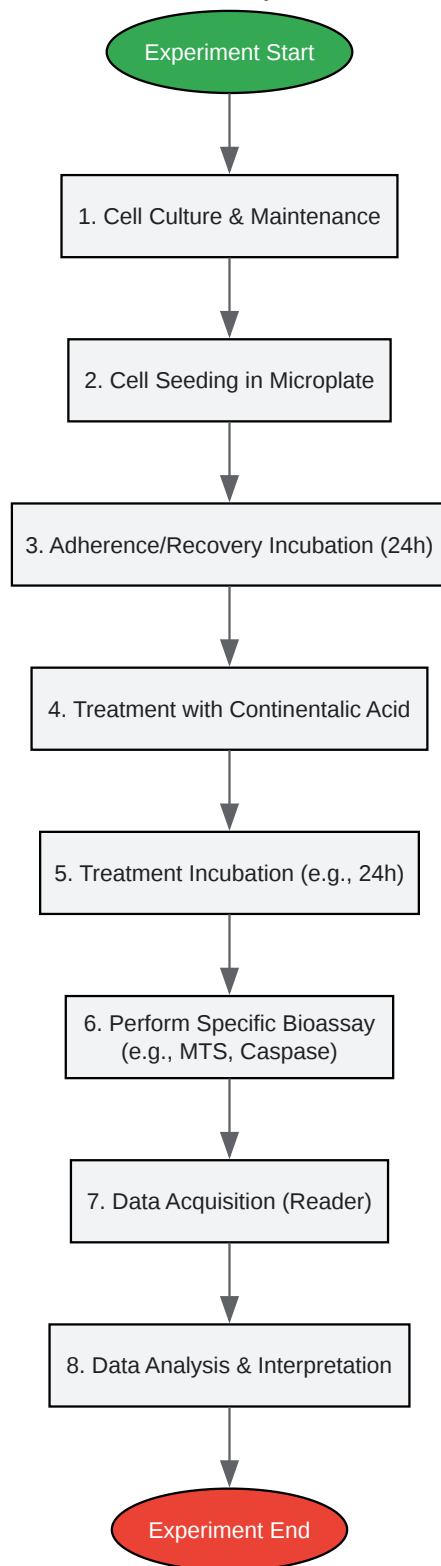 Experiment Start
1. Cell Culture & Maintenance
2. Cell Seeding in Microplate
3. Adherence/Recovery Incubation (24h)
4. Treatment with Continentalic Acid
5. Treatment Incubation (e.g., 24h)
6. Perform Specific Bioassay
(e.g., MTS, Caspase)
7. Data Acquisition (Reader)
8. Data Analysis & Interpretation
Experiment End